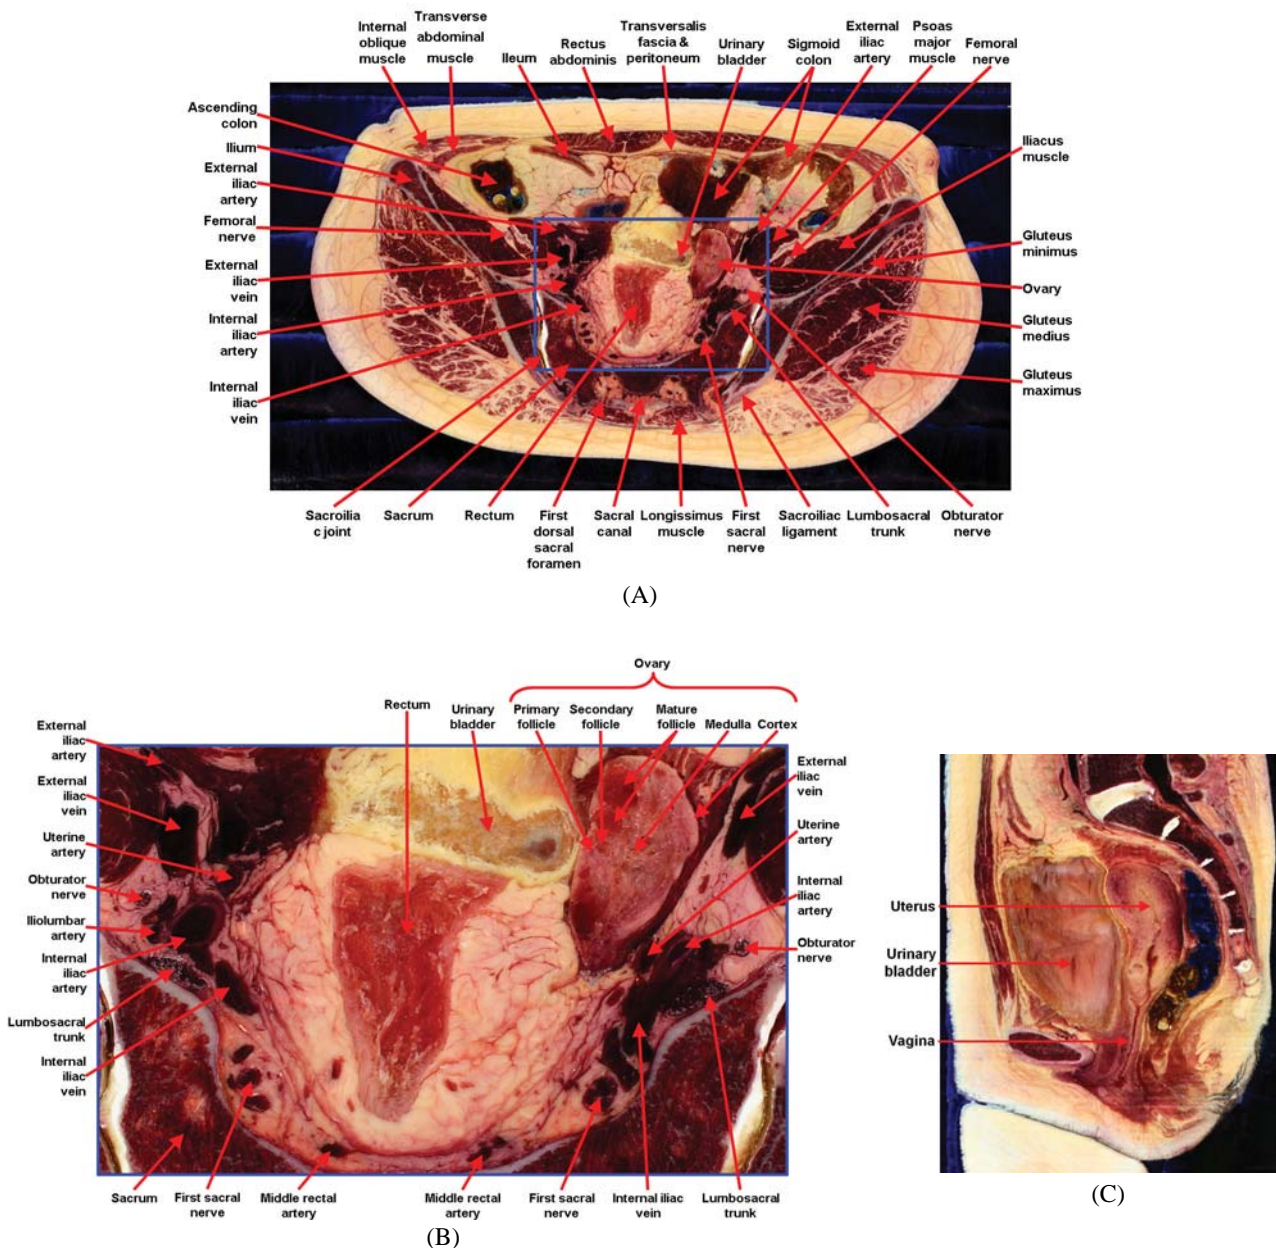 Internal
oblique
muscle
Transverse
abdominal
muscle
Ileum
Rectus
abdominis
Transversalis
fascia &
peritoneum
Urinary
bladder
Sigmoid
colon
External
iliac
artery
Psoas
major
muscle
Femoral
nerve
Ascending
colon
Ilium
External
iliac
artery
Femoral
nerve
External
iliac
vein
Internal
iliac
artery
Internal
iliac
vein
Iliacus
muscle
Gluteus
minimus
Ovary
Gluteus
medius
Gluteus
maximus
Sacroilia
c joint
Sacrum
Rectum
First
dorsal
sacral
foramen
Sacral
canal
Longissimus
muscle
First
sacral
nerve
Sacroiliac
ligament
Lumbosacral
trunk
Obturator
nerve
(A)
Ovary
Rectum
Urinary
bladder
Primary
follicle
Secondary
follicle
Mature
follicle
Medulla
Cortex
External
iliac
artery
External
iliac
vein
Uterine
artery
Obturator
nerve
Iliolumbar
artery
Internal
iliac
artery
Lumbosacral
trunk
Internal
iliac
vein
External
iliac
vein
Uterine
artery
Internal
iliac
artery
Obturator
nerve
Sacrum
First sacral
nerve
Middle rectal
artery
Middle rectal
artery
First sacral
nerve
Internal iliac
vein
Lumbosacral
trunk
(B)
Uterus
Urinary
bladder
Vagina
(C)